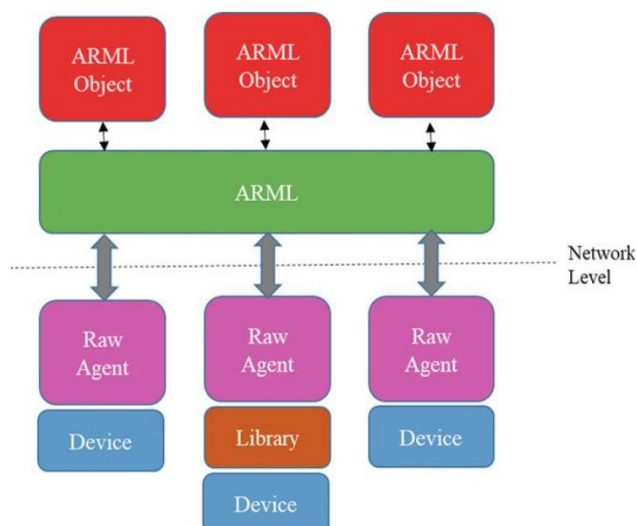 ARML
Object
ARML
Object
ARML
Object
ARML
Network
Level
Raw
Agent
Raw
Agent
Raw
Agent
Device
Library
Device
Device